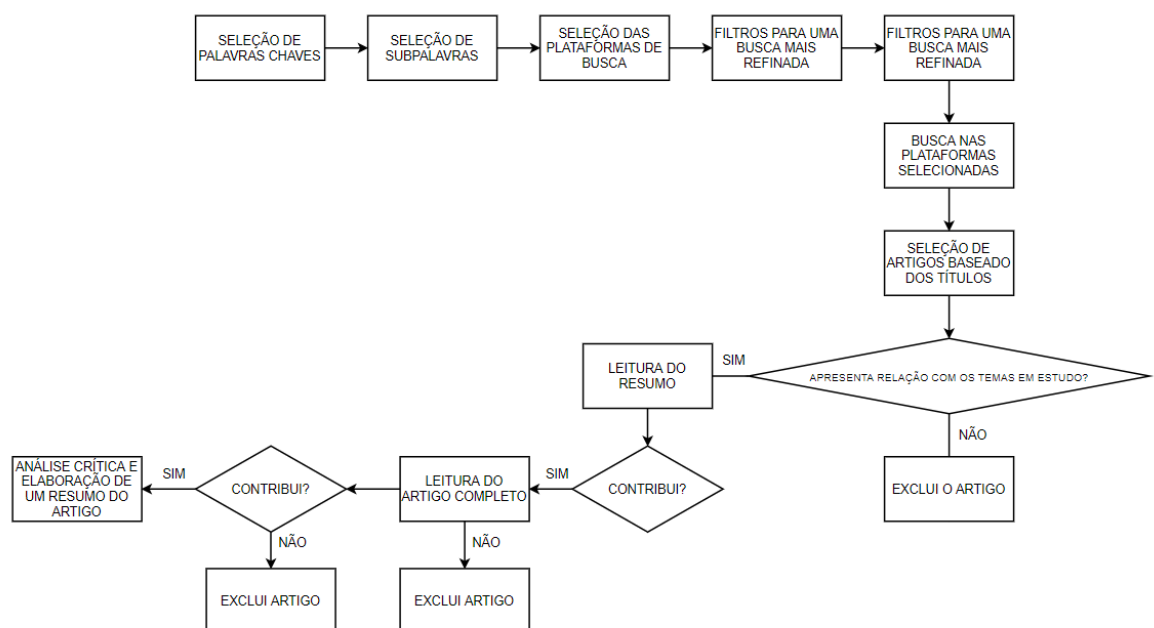 SELEÇÃO DE
PALAVRAS CHAVES
SELEÇÃO DE
SUBPALAVRAS
SELEÇÃO DAS
PLATAFORMAS DE
BUSCA
FILTROS PARA UMA
BUSCA MAIS
REFINADA
FILTROS PARA UMA
BUSCA MAIS
REFINADA
BUSCA NAS
PLATAFORMAS
SELECIONADAS
SELEÇÃO DE
ARTIGOS BASEADO
DOS TÍTULOS
APRESENTA RELAÇÃO COM OS TEMAS EM ESTUDO?
SIM
LEITURA DO
RESUMO
NÃO
EXCLUI O ARTIGO
CONTRIBUI?
SIM
LEITURA DO
ARTIGO COMPLETO
NÃO
EXCLUI ARTIGO
CONTRIBUI?
SIM
ANÁLISE CRÍTICA E
ELABORAÇÃO DE
UM RESUMO DO
ARTIGO
NÃO
EXCLUI ARTIGO